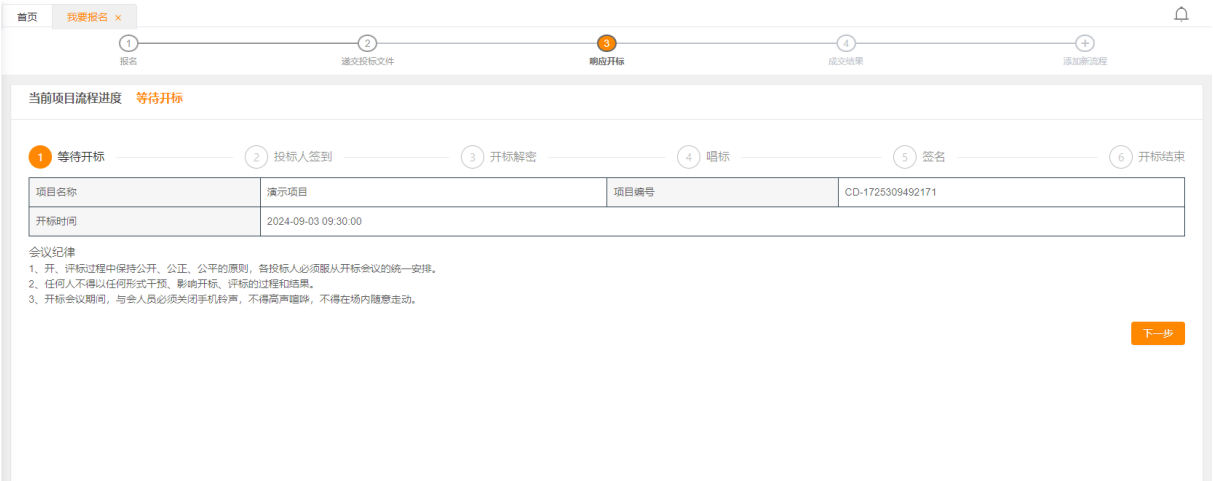 首页 我要报名 ×
1 2 3 4 +
报名 递交投标文件 响应开标 成交结果 添加新流程
当前项目流程进度 等待开标
1 等待开标 2 投标人签到 3 开标解密 4 唱标 5 签名 6 开标结束
项目名称 演示项目 项目编号 CD-1725309492171
开标时间 2024-09-03 09:30:00
会议纪律
1、开、评标过程中保持公开、公正、公平的原则，各投标人必须服从开标会议的统一安排。
2、任何人不得以任何形式干预、影响开标、评标的过程和结果。
3、开标会议期间，与会人员必须关闭手机铃声，不得高声喧哗，不得在场内随意走动。
下一步